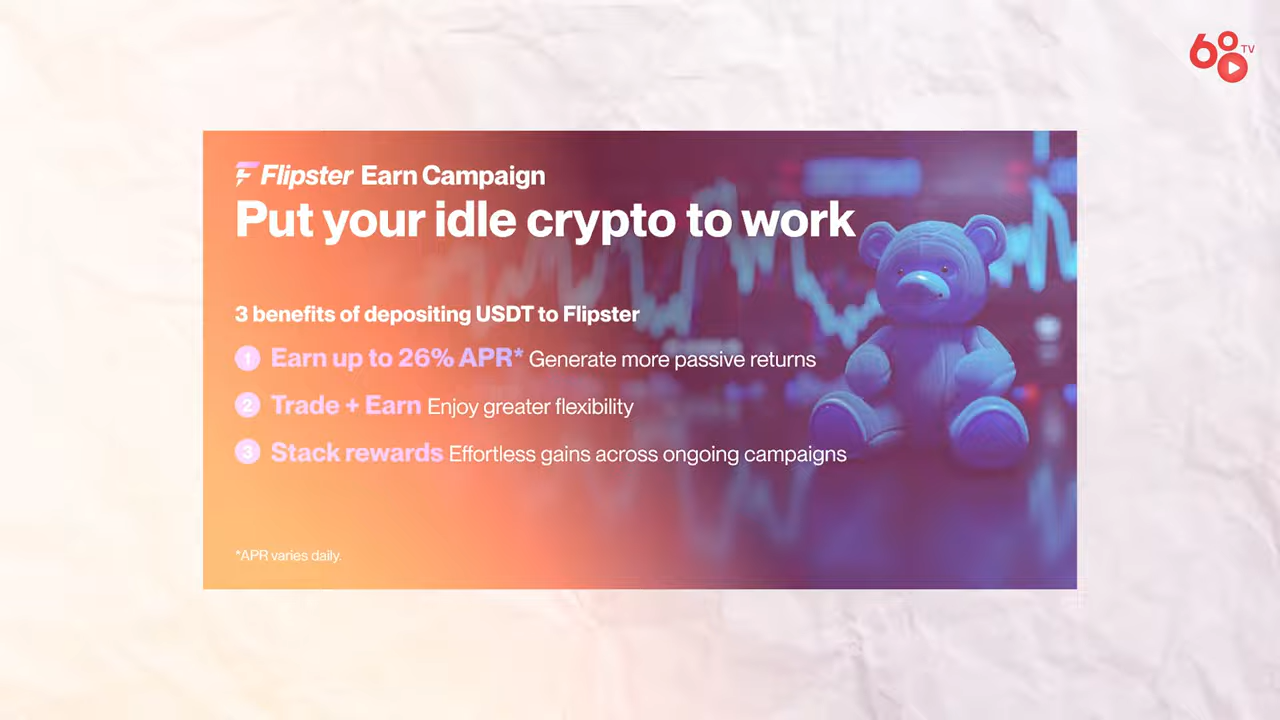 68 TV
Flipster Earn Campaign
Put your idle crypto to work
3 benefits of depositing USDT to Flipster
1 Earn up to 26% APR* Generate more passive returns
2 Trade + Earn Enjoy greater flexibility
3 Stack rewards Effortless gains across ongoing campaigns
*APR varies daily.